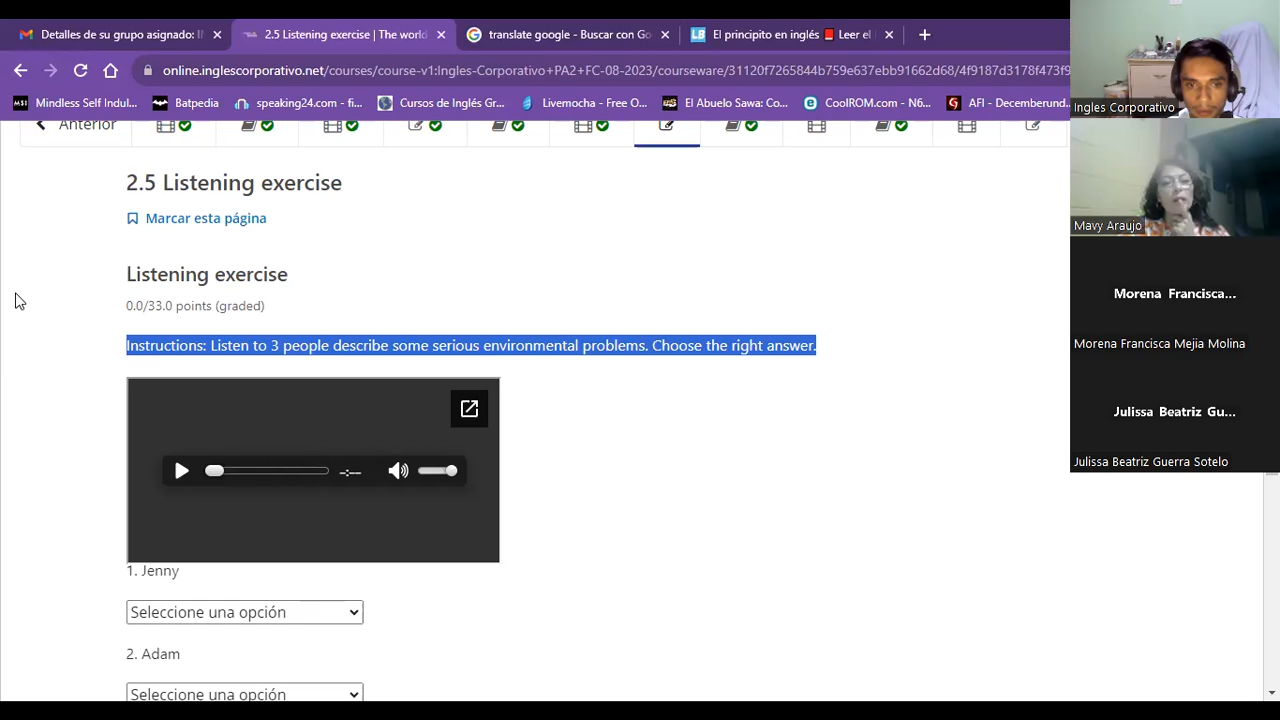 Detalles de su grupo asignado: I
2.5 Listening exercise | The world
translate google - Buscar con Go
El principito en inglés 📕 Leer el
online.inglescorporativo.net/courses/course-v1:Ingles-Corporativo+PA2+FC-08-2023/courseware/31120f7265844b759e637ebb91662d68/4f9187d3178f473f9
Mindless Self Indul... Batpedia speaking24.com - fi... Cursos de Inglés Gr... Livemocha - Free O... El Abuelo Sawa: Co... CoolROM.com - N6... AFI - Decemberund...
Anterior
2.5 Listening exercise
Marcar esta página
Listening exercise
0.0/33.0 points (graded)
Instructions: Listen to 3 people describe some serious environmental problems. Choose the right answer.
-:--
1. Jenny
Seleccione una opción
2. Adam
Seleccione una opción
Ingles Corporativo
Mavy Araujo
Morena Francisca...
Morena Francisca Mejia Molina
Julissa Beatriz Gu...
Julissa Beatriz Guerra Sotelo